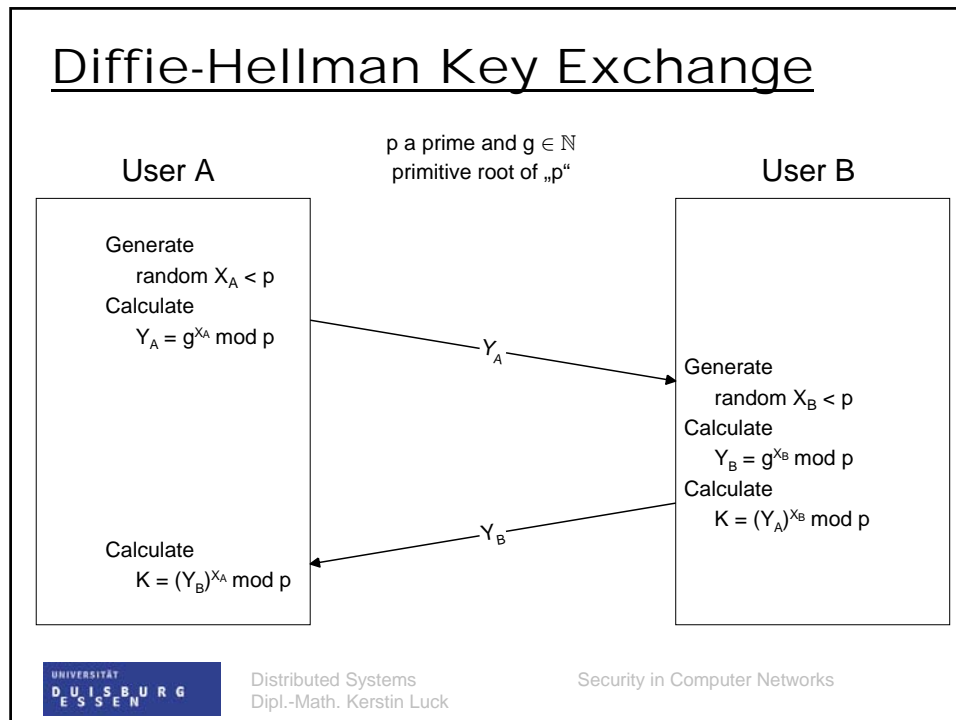 Diffie-Hellman Key Exchange
p a prime and g ∈ ℕ
primitive root of „p“
User A
User B
Generate
random X_A < p
Calculate
Y_A = g^{X_A} mod p
Y_A
Generate
random X_B < p
Calculate
Y_B = g^{X_B} mod p
Calculate
K = (Y_A)^{X_B} mod p
Y_B
Calculate
K = (Y_B)^{X_A} mod p
UNIVERSITÄT
DUISBURG
ESSEN
Distributed Systems
Dipl.-Math. Kerstin Luck
Security in Computer Networks